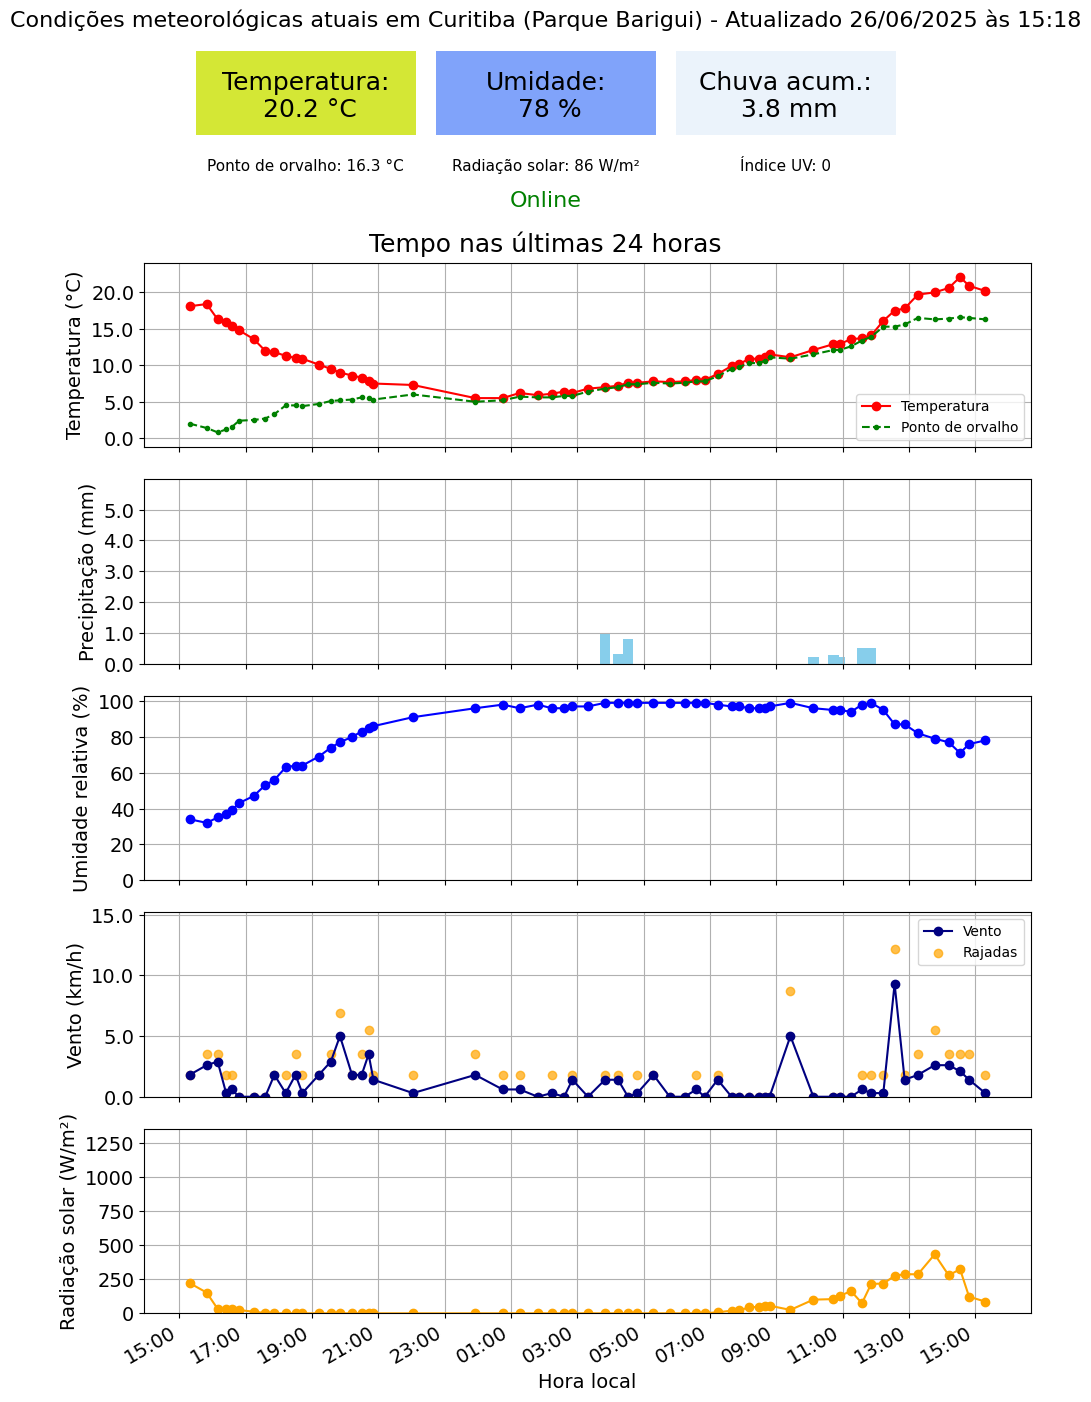 Condições meteorológicas atuais em Curitiba (Parque Barigui) - Atualizado 26/06/2025 às 15:18
Temperatura:
20.2 °C
Umidade:
78 %
Chuva acum.:
3.8 mm
Ponto de orvalho: 16.3 °C
Radiação solar: 86 W/m²
Índice UV: 0
Online
Tempo nas últimas 24 horas
Temperatura (°C)
20.0
15.0
10.0
5.0
0.0
Temperatura
Ponto de orvalho
Precipitação (mm)
5.0
4.0
3.0
2.0
1.0
0.0
Umidade relativa (%)
100
80
60
40
20
0
Vento (km/h)
15.0
10.0
5.0
0.0
Vento
Rajadas
Radiação solar (W/m²)
1250
1000
750
500
250
0
15:00
17:00
19:00
21:00
23:00
01:00
03:00
05:00
07:00
09:00
11:00
13:00
15:00
Hora local